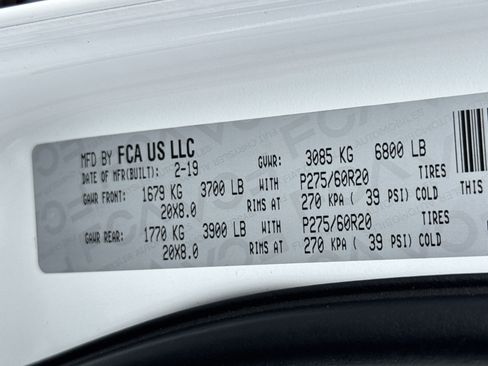 MFD BY FCA US LLC
DATE OF MFR(BUILT): 2-19 GVWR: 3085 KG 6800 LB
GAWR FRONT: 1679 KG 3700 LB WITH P275/60R20 TIRES
20X8.0 RIMS AT 270 KPA ( 39 PSI) COLD THIS
GAWR REAR: 1770 KG 3900 LB WITH P275/60R20 TIRES
20X8.0 RIMS AT 270 KPA ( 39 PSI) COLD